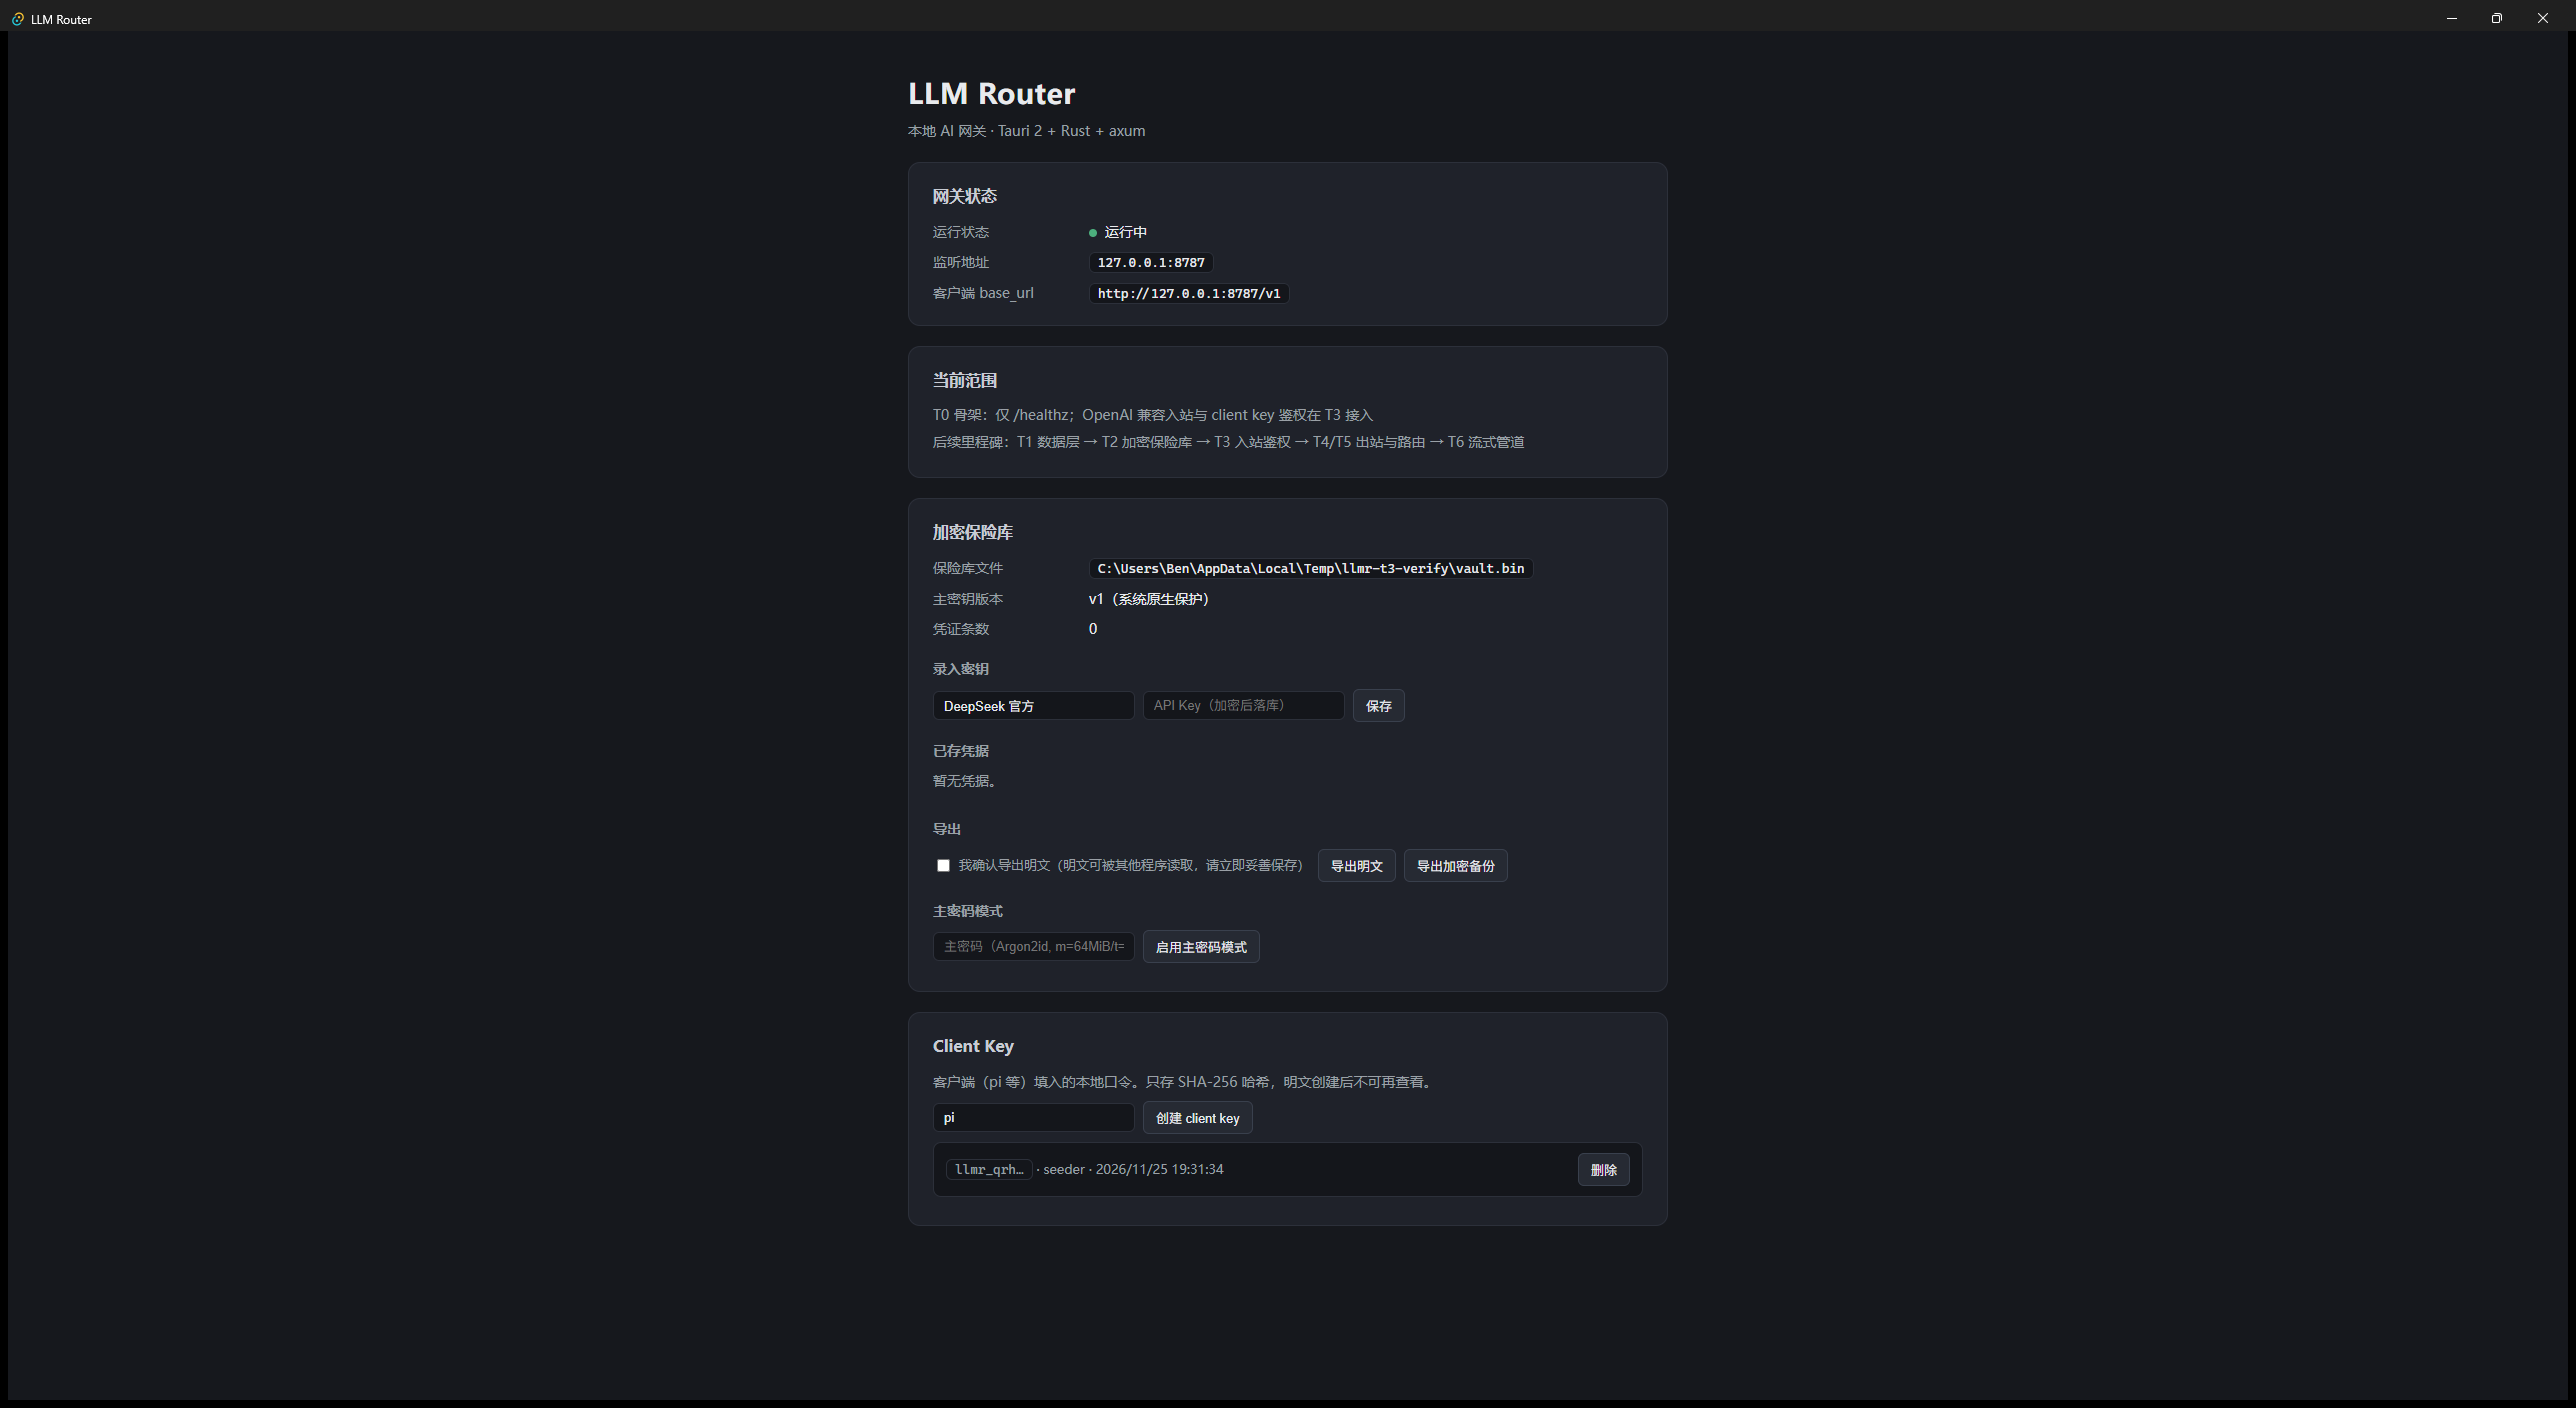 LLM Router
LLM Router
本地 AI 网关 · Tauri 2 + Rust + axum
网关状态
运行状态 运行中
监听地址 127.0.0.1:8787
客户端 base_url http://127.0.0.1:8787/v1
当前范围
T0 骨架：仅 /healthz；OpenAI 兼容入站与 client key 鉴权在 T3 接入
后续里程碑：T1 数据层 → T2 加密保险库 → T3 入站鉴权 → T4/T5 出站与路由 → T6 流式管道
加密保险库
保险库文件 C:\Users\Ben\AppData\Local\Temp\llmr-t3-verify\vault.bin
主密钥版本 v1（系统原生保护）
凭证条数 0
录入密钥
DeepSeek 官方 API Key（加密后落库） 保存
已存凭据
暂无凭据。
导出
我确认导出明文（明文可被其他程序读取，请立即妥善保存） 导出明文 导出加密备份
主密码模式
主密码（Argon2id, m=64MiB/t= 启用主密码模式
Client Key
客户端（pi 等）填入的本地口令。只存 SHA-256 哈希，明文创建后不可再查看。
pi 创建 client key
llmr_qrh… · seeder · 2026/11/25 19:31:34 删除